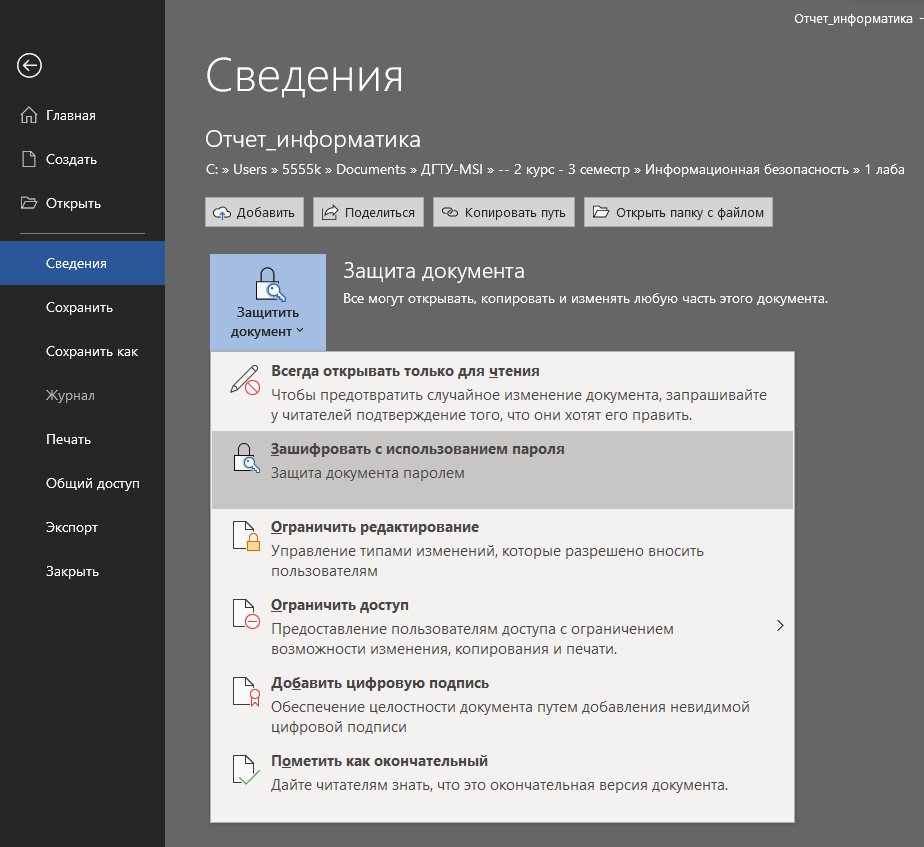 Отчет_информатика -
Сведения
Главная
Создать
Открыть
Сведения
Сохранить
Сохранить как
Журнал
Печать
Общий доступ
Экспорт
Закрыть
Отчет_информатика
C: » Users » 5555k » Documents » ДГТУ-MSI » -- 2 курс - 3 семестр » Информационная безопасность » 1 лаба
Добавить
Поделиться
Копировать путь
Открыть папку с файлом
Защитить
документ
Защита документа
Все могут открывать, копировать и изменять любую часть этого документа.
Всегда открывать только для чтения
Чтобы предотвратить случайное изменение документа, запрашивайте
у читателей подтверждение того, что они хотят его править.
Зашифровать с использованием пароля
Защита документа паролем
Ограничить редактирование
Управление типами изменений, которые разрешено вносить
пользователям
Ограничить доступ
Предоставление пользователям доступа с ограничением
возможности изменения, копирования и печати.
Добавить цифровую подпись
Обеспечение целостности документа путем добавления невидимой
цифровой подписи
Пометить как окончательный
Дайте читателям знать, что это окончательная версия документа.